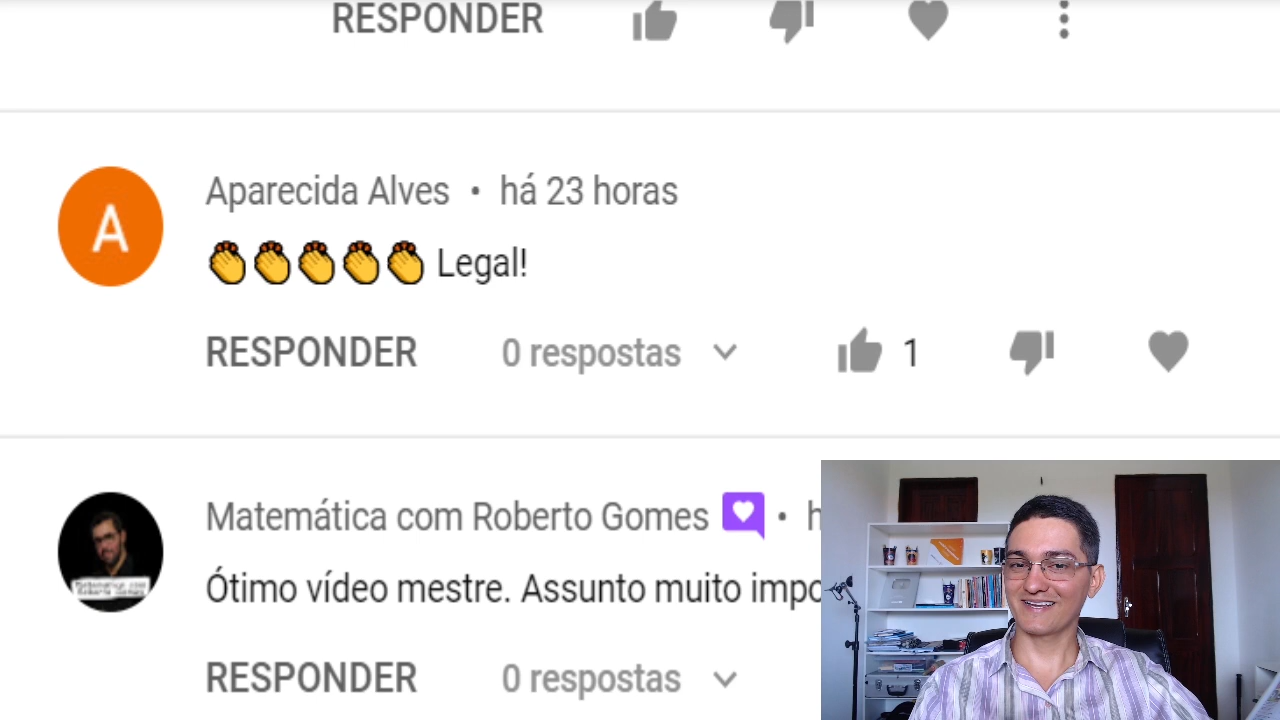 RESPONDER
A
Aparecida Alves • há 23 horas
👏👏👏👏👏 Legal!
RESPONDER 0 respostas 1
Matemática com Roberto Gomes •
Ótimo vídeo mestre. Assunto muito
RESPONDER 0 respostas